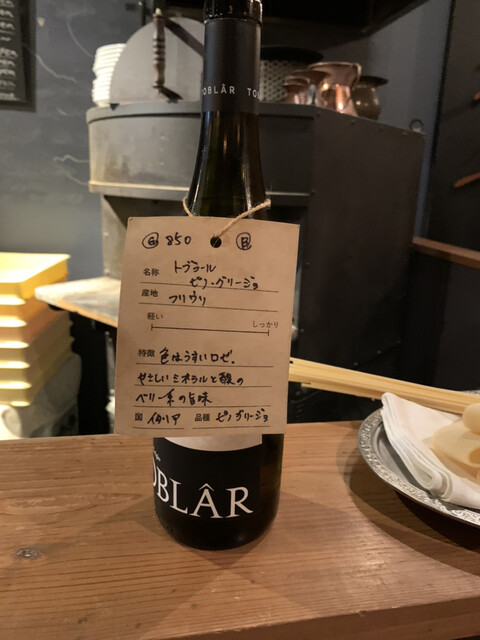 TOBLÂR TO
Ⓖ 850 Ⓑ
名称 トブラール
ピノ・グリージョ
産地 フリウリ
軽い
しっかり
特徴 色はうすいロゼ。
やさしいミネラルと酸の
ベリー系の旨味
国 イタリア 品種 ピノ・グリージョ
OBLÂR